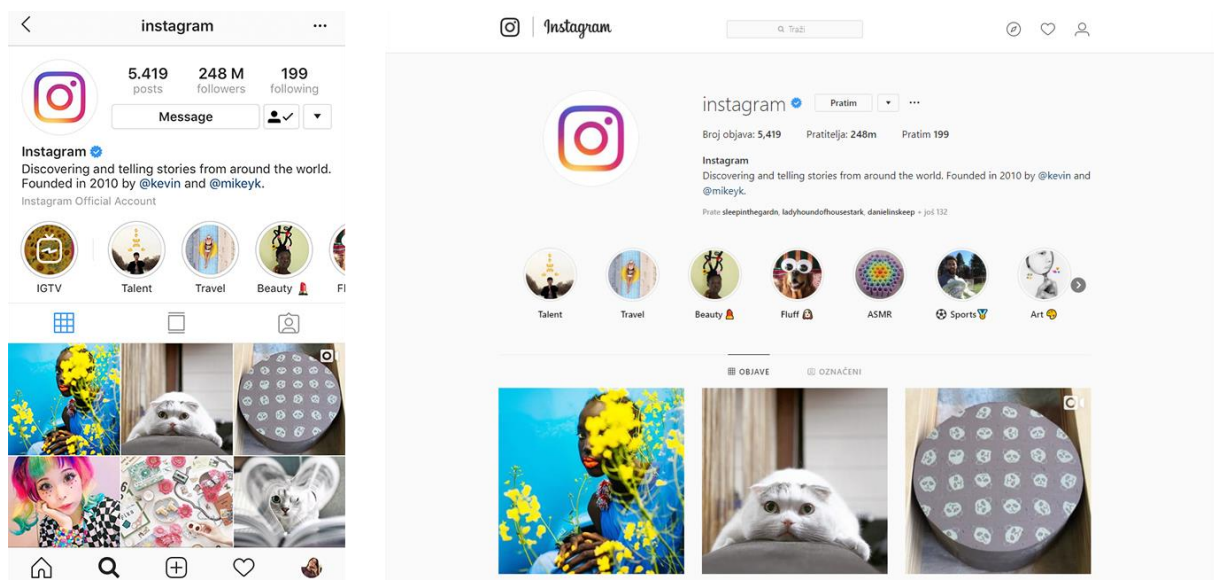 instagram
5.419 248 M 199
posts followers following
Message
Instagram
Discovering and telling stories from around the world.
Founded in 2010 by @kevin and @mikeyk.
Instagram Official Account
IGTV Talent Travel Beauty Fl
Instagram
Traži
instagram Pratim
Broj objava: 5,419 Pratitelja: 248m Pratim 199
Instagram
Discovering and telling stories from around the world. Founded in 2010 by @kevin and
@mikeyk.
Prate sleepinthegardn, ladyhoundofhousestark, danielinskeep + još 132
Talent Travel Beauty Fluff ASMR Sports Art
OBJAVE OZNAČENI